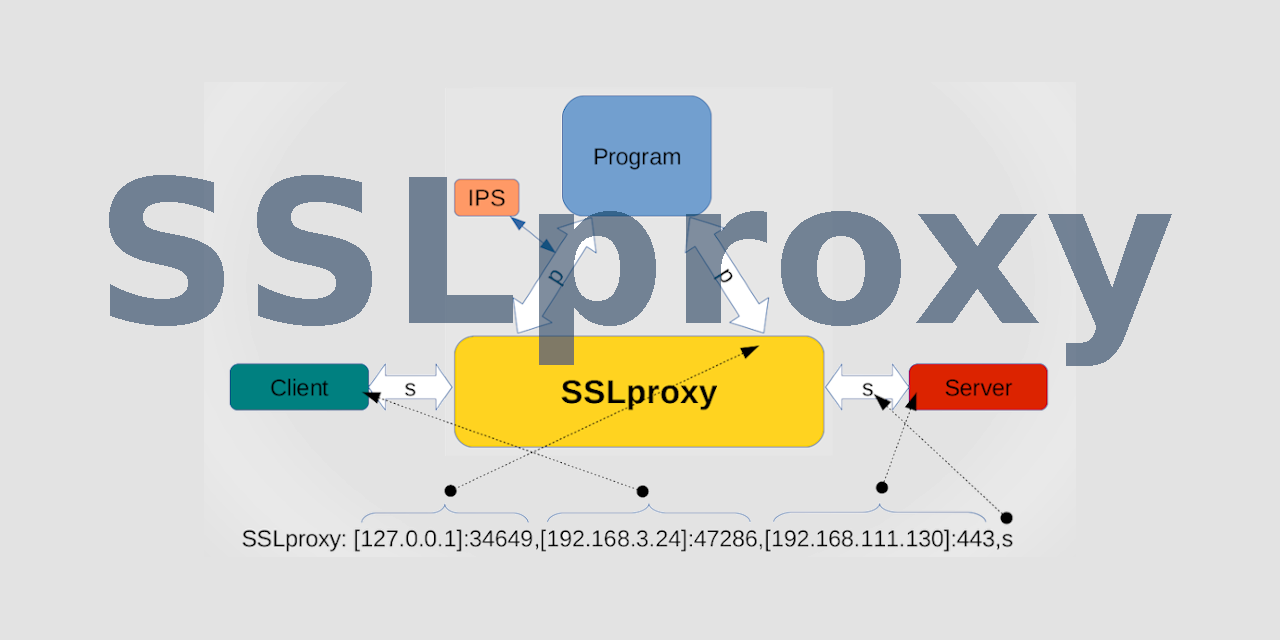 Program
IPS
SSLproxy
p
p
Client
s
SSLproxy
s
Server
SSLproxy: [127.0.0.1]:34649,[192.168.3.24]:47286,[192.168.111.130]:443,s